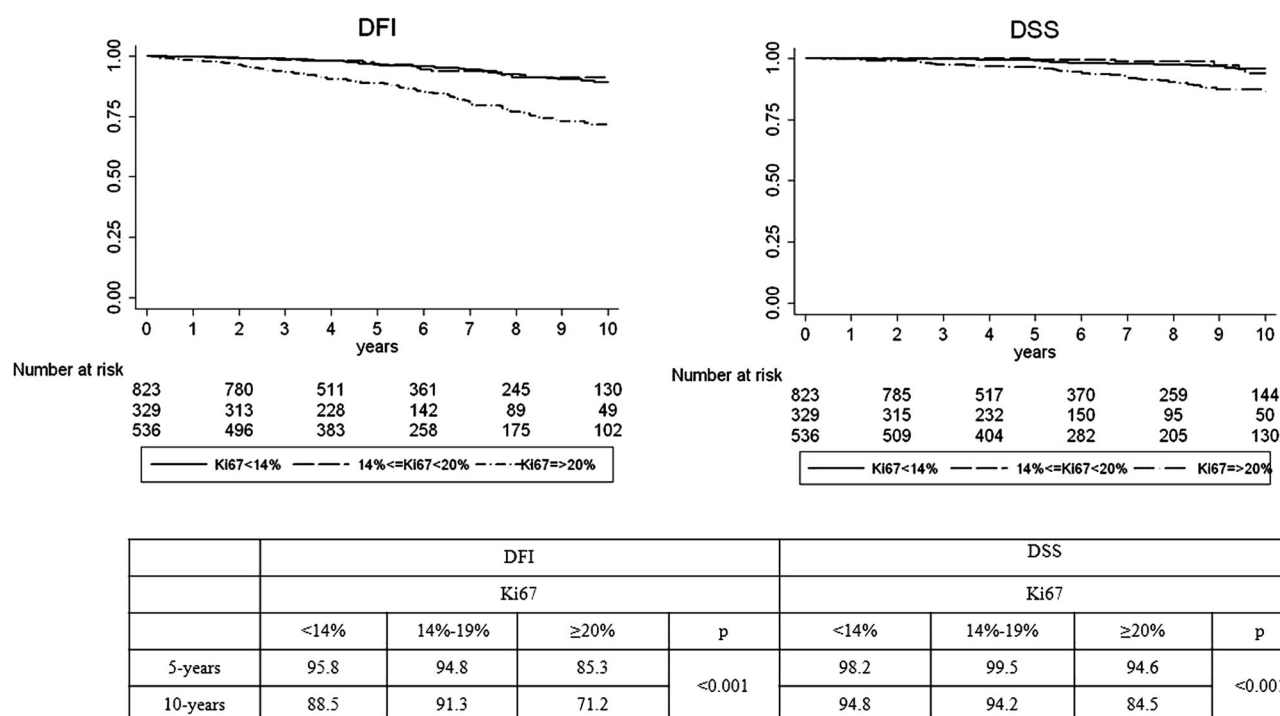 DFI
1.00
0.75
0.50
0.25
0.00
0 1 2 3 4 5 6 7 8 9 10
years
Number at risk
823 780 511 361 245 130
329 313 228 142 89 49
536 496 383 258 175 102
Ki67<14% 14%<=Ki67<20% Ki67=>20%
DSS
1.00
0.75
0.50
0.25
0.00
0 1 2 3 4 5 6 7 8 9 10
years
Number at risk
823 785 517 370 259 144
329 315 232 150 95 50
536 509 404 282 205 130
Ki67<14% 14%<=Ki67<20% Ki67=>20%
DFI DSS
Ki67 Ki67
<14% 14%-19% ≥20% p <14% 14%-19% ≥20% p
5-years 95.8 94.8 85.3 <0.001 98.2 99.5 94.6 <0.001
10-years 88.5 91.3 71.2 94.8 94.2 84.5